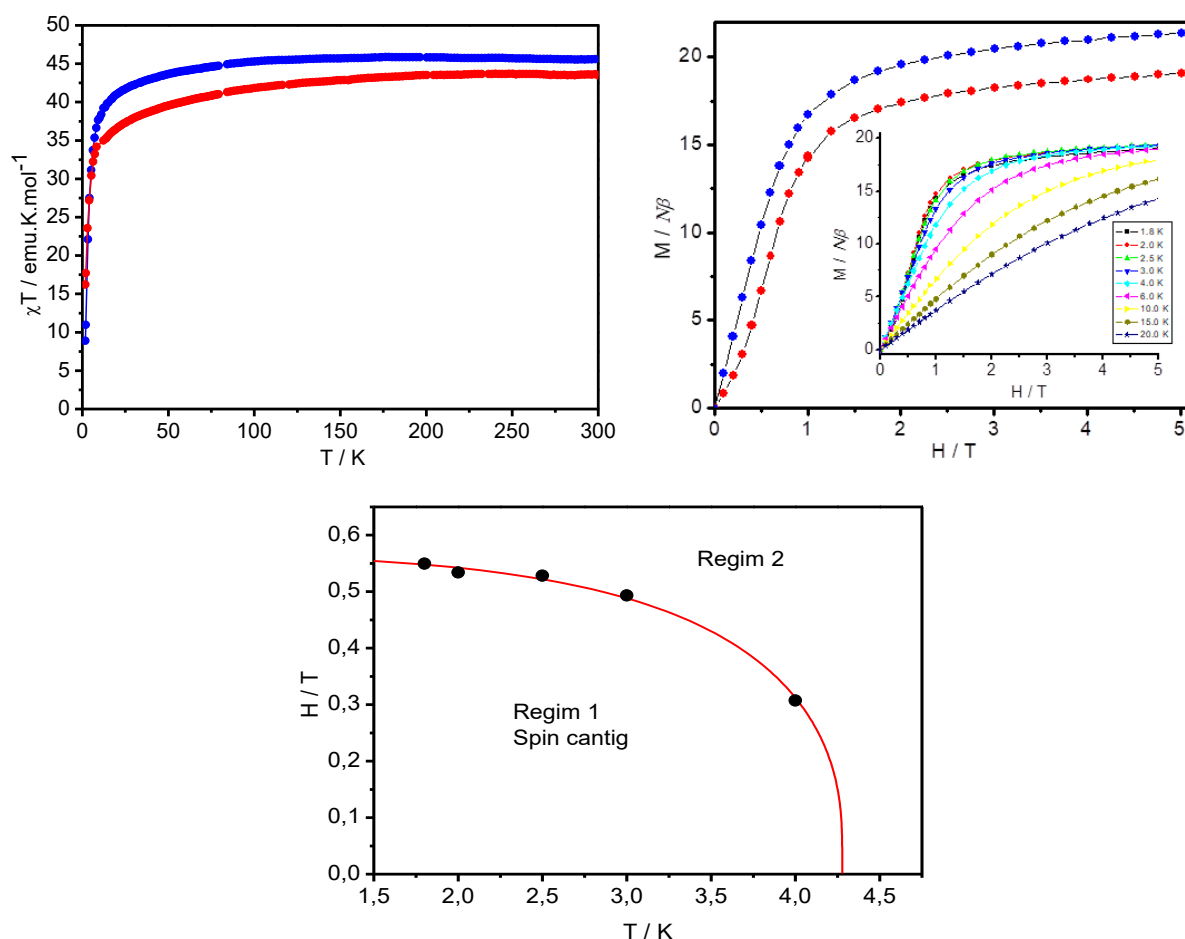 50
45
40
35
30
25
20
15
10
5
0
χT / emu.K.mol⁻¹
0 50 100 150 200 250 300
T / K
20
15
10
5
0
M / Nβ
0 1 2 3 4 5
H / T
20
15
10
5
0
M / Nβ
0 1 2 3 4 5
H / T
1.8 K
2.0 K
2.5 K
3.0 K
4.0 K
6.0 K
10.0 K
15.0 K
20.0 K
0,6
0,5
0,4
0,3
0,2
0,1
0,0
H / T
Regim 2
Regim 1
Spin cantig
1,5 2,0 2,5 3,0 3,5 4,0 4,5
T / K